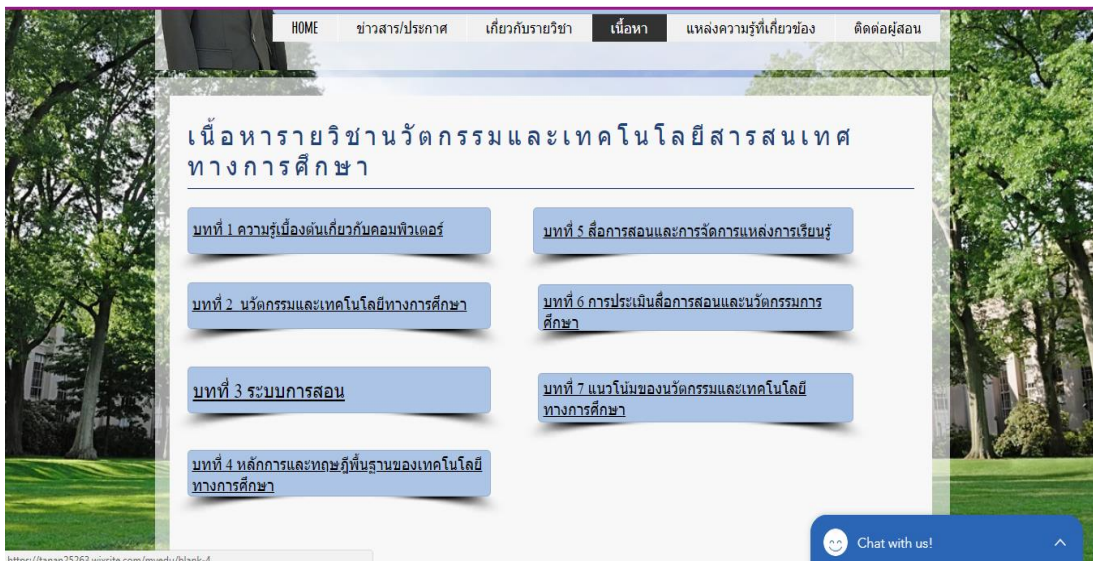 HOME ข่าวสาร/ประกาศ เกี่ยวกับรายวิชา เนื้อหา แหล่งความรู้ที่เกี่ยวข้อง ติดต่อผู้สอน
เนื้อหารายวิชานวัตกรรมและเทคโนโลยีสารสนเทศ
ทางการศึกษา
บทที่ 1 ความรู้เบื้องต้นเกี่ยวกับคอมพิวเตอร์
บทที่ 2 นวัตกรรมและเทคโนโลยีทางการศึกษา
บทที่ 3 ระบบการสอน
บทที่ 4 หลักการและทฤษฎีพื้นฐานของเทคโนโลยี
ทางการศึกษา
บทที่ 5 สื่อการสอนและการจัดการแหล่งการเรียนรู้
บทที่ 6 การประเมินสื่อการสอนและนวัตกรรมการ
ศึกษา
บทที่ 7 แนวโน้มของนวัตกรรมและเทคโนโลยี
ทางการศึกษา
Chat with us!